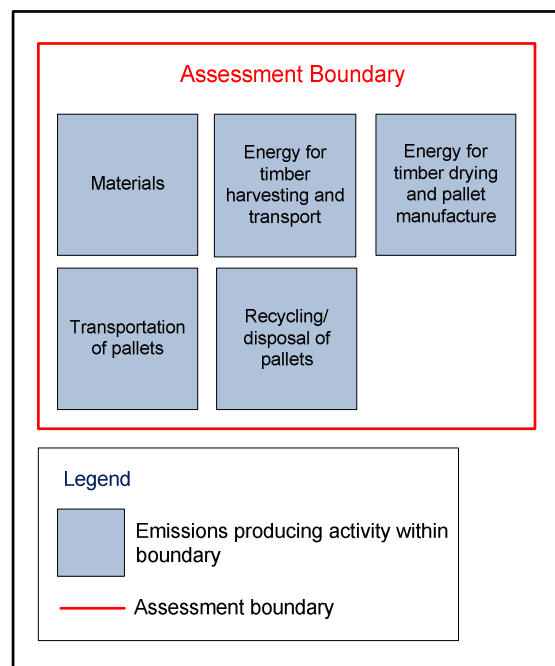 Assessment Boundary
Materials
Energy for
timber
harvesting and
transport
Energy for
timber drying
and pallet
manufacture
Transportation
of pallets
Recycling/
disposal of
pallets
Legend
Emissions producing activity within
boundary
Assessment boundary